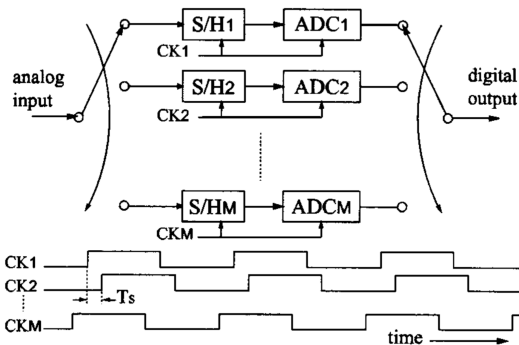 S/H1 ADC1
CK1
analog
input
S/H2 ADC2
CK2
digital
output
S/HM ADCM
CKM
CK1
CK2
Ts
CKM
time